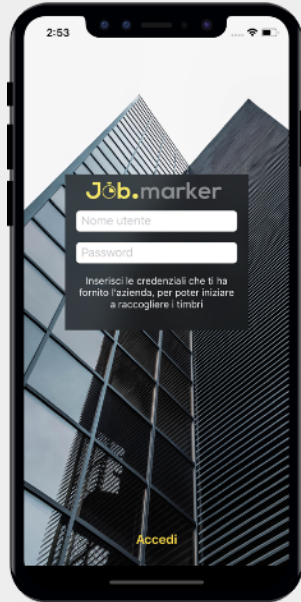 2:53
Job.marker
Nome utente
Password
Inserisci le credenziali che ti ha
fornito l'azienda, per poter iniziare
a raccogliere i timbri
Accedi